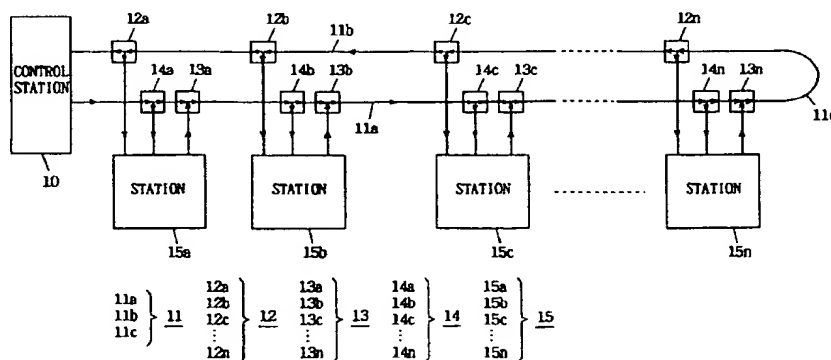 12a 12b 11b 12c 12n
CONTROL
STATION
14a 13a 14b 13b 14c 13c 14n 13n
11a 11c
10
STATION STATION STATION STATION
15a 15b 15c 15n
11a
11b
11c
11
12a
12b
12c
12n
12
13a
13b
13c
13n
13
14a
14b
14c
14n
14
15a
15b
15c
15n
15